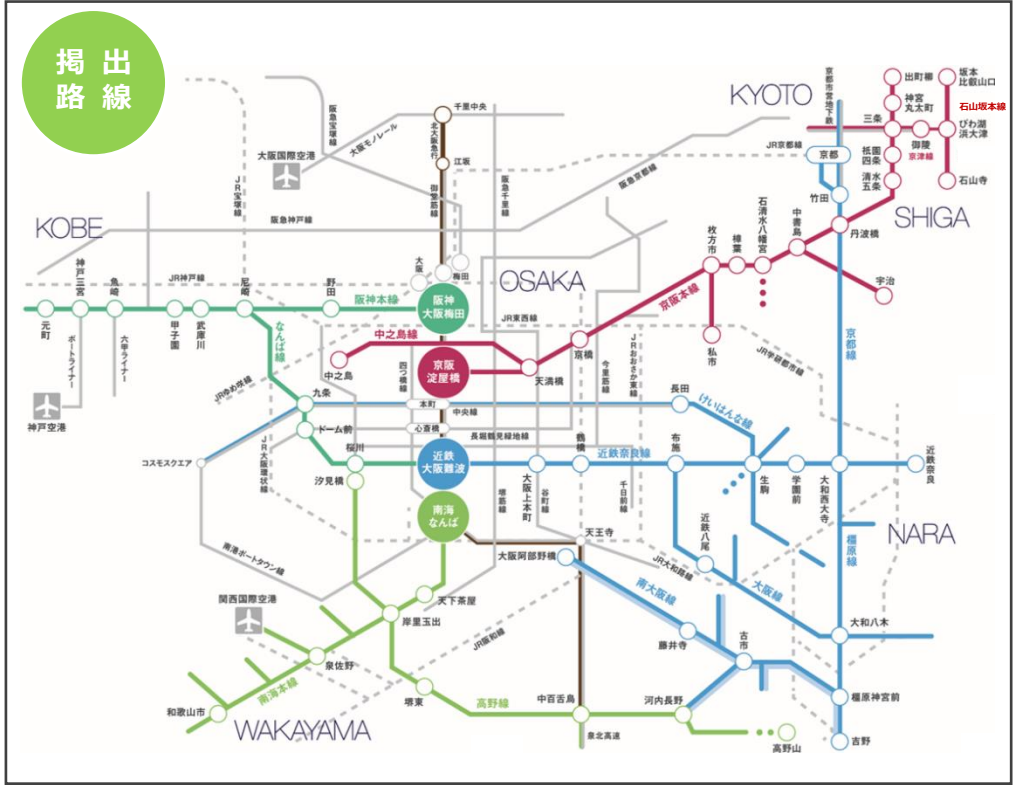 掲 出
路 線
KYOTO
SHIGA
KOBE
OSAKA
NARA
WAKAYAMA
京都市営地下鉄
出町柳
神宮
丸太町
三条
祇園
四条
清水
五条
坂本
比叡山口
石山坂本線
びわ湖
浜大津
御陵
京津線
石山寺
JR京都線
京都
竹田
丹波橋
中書島
石清水八幡宮
樟葉
枚方市
宇治
私市
京阪本線
千里中央
北大阪急行
江坂
御堂筋線
阪急千里線
阪急宝塚線
大阪モノレール
大阪国際空港
JR宝塚線
阪急京都線
阪急神戸線
大阪
梅田
神戸三宮
魚崎
JR神戸線
尼崎
野田
阪神本線
阪神
大阪梅田
元町
甲子園
武庫川
なんば線
ポートライナー
六甲ライナー
神戸空港
JRゆめ咲線
中之島線
中之島
京阪
淀屋橋
天満橋
京橋
JR東西線
四つ橋線
今里筋線
JRおおさか東線
JR学研都市線
京都線
九条
本町
中央線
長田
けいはんな線
ドーム前
心斎橋
長堀鶴見緑地線
コスモスクエア
JR大阪環状線
桜川
汐見橋
近鉄
大阪難波
鶴橋
近鉄奈良線
布施
生駒
学園前
大和西大寺
近鉄奈良
大阪上本町
谷町線
堺筋線
千日前線
南海
なんば
天王寺
大阪阿部野橋
近鉄八尾
JR大和路線
橿原線
南港ポートタウン線
関西国際空港
天下茶屋
岸里玉出
南大阪線
大阪線
大和八木
藤井寺
古市
JR阪和線
泉佐野
南海本線
和歌山市
堺東
高野線
中百舌鳥
泉北高速
河内長野
高野山
橿原神宮前
吉野